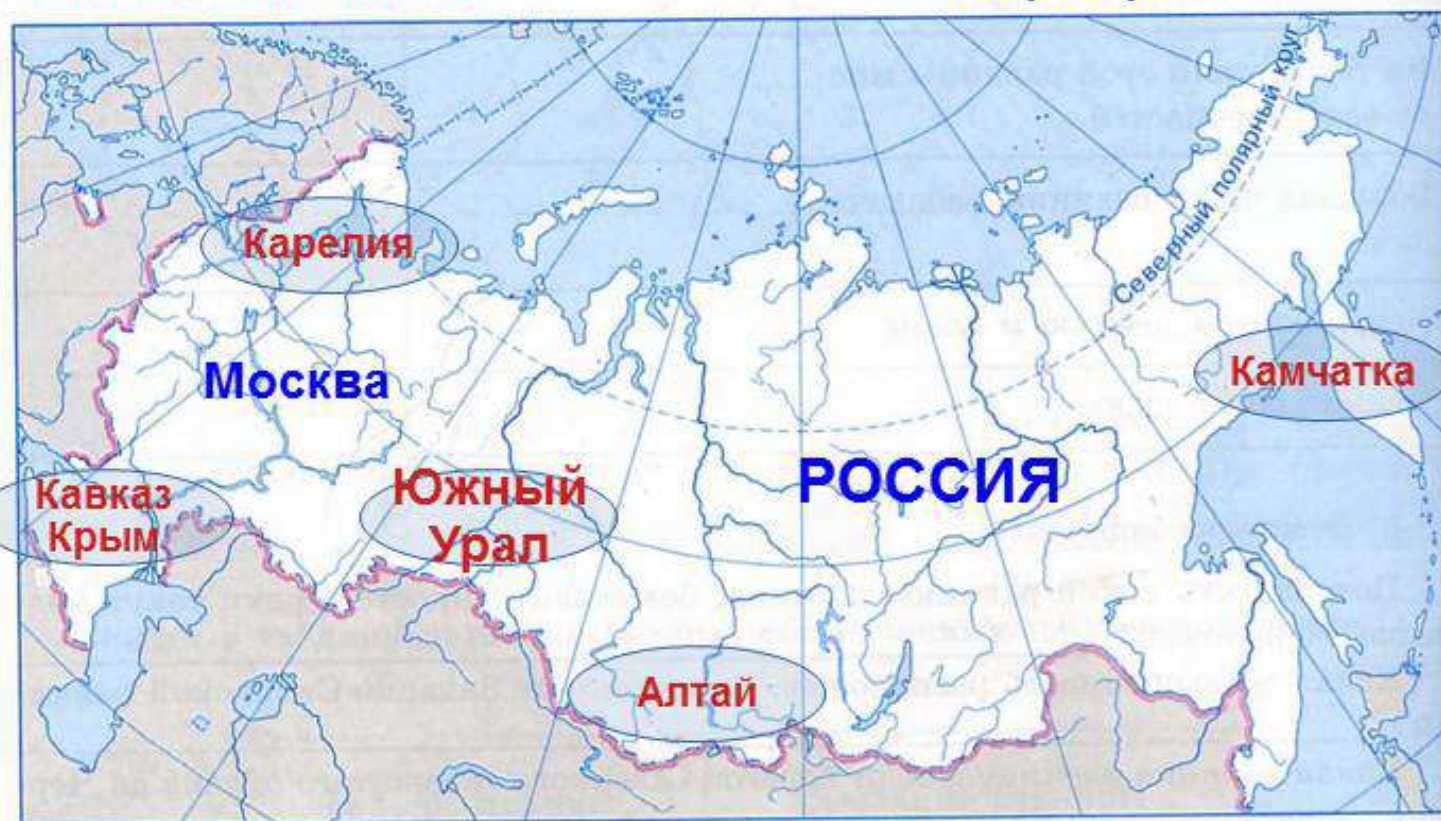 Северный полярный круг
Карелия
Москва
Камчатка
Кавказ
Крым
Южный
Урал
РОССИЯ
Алтай